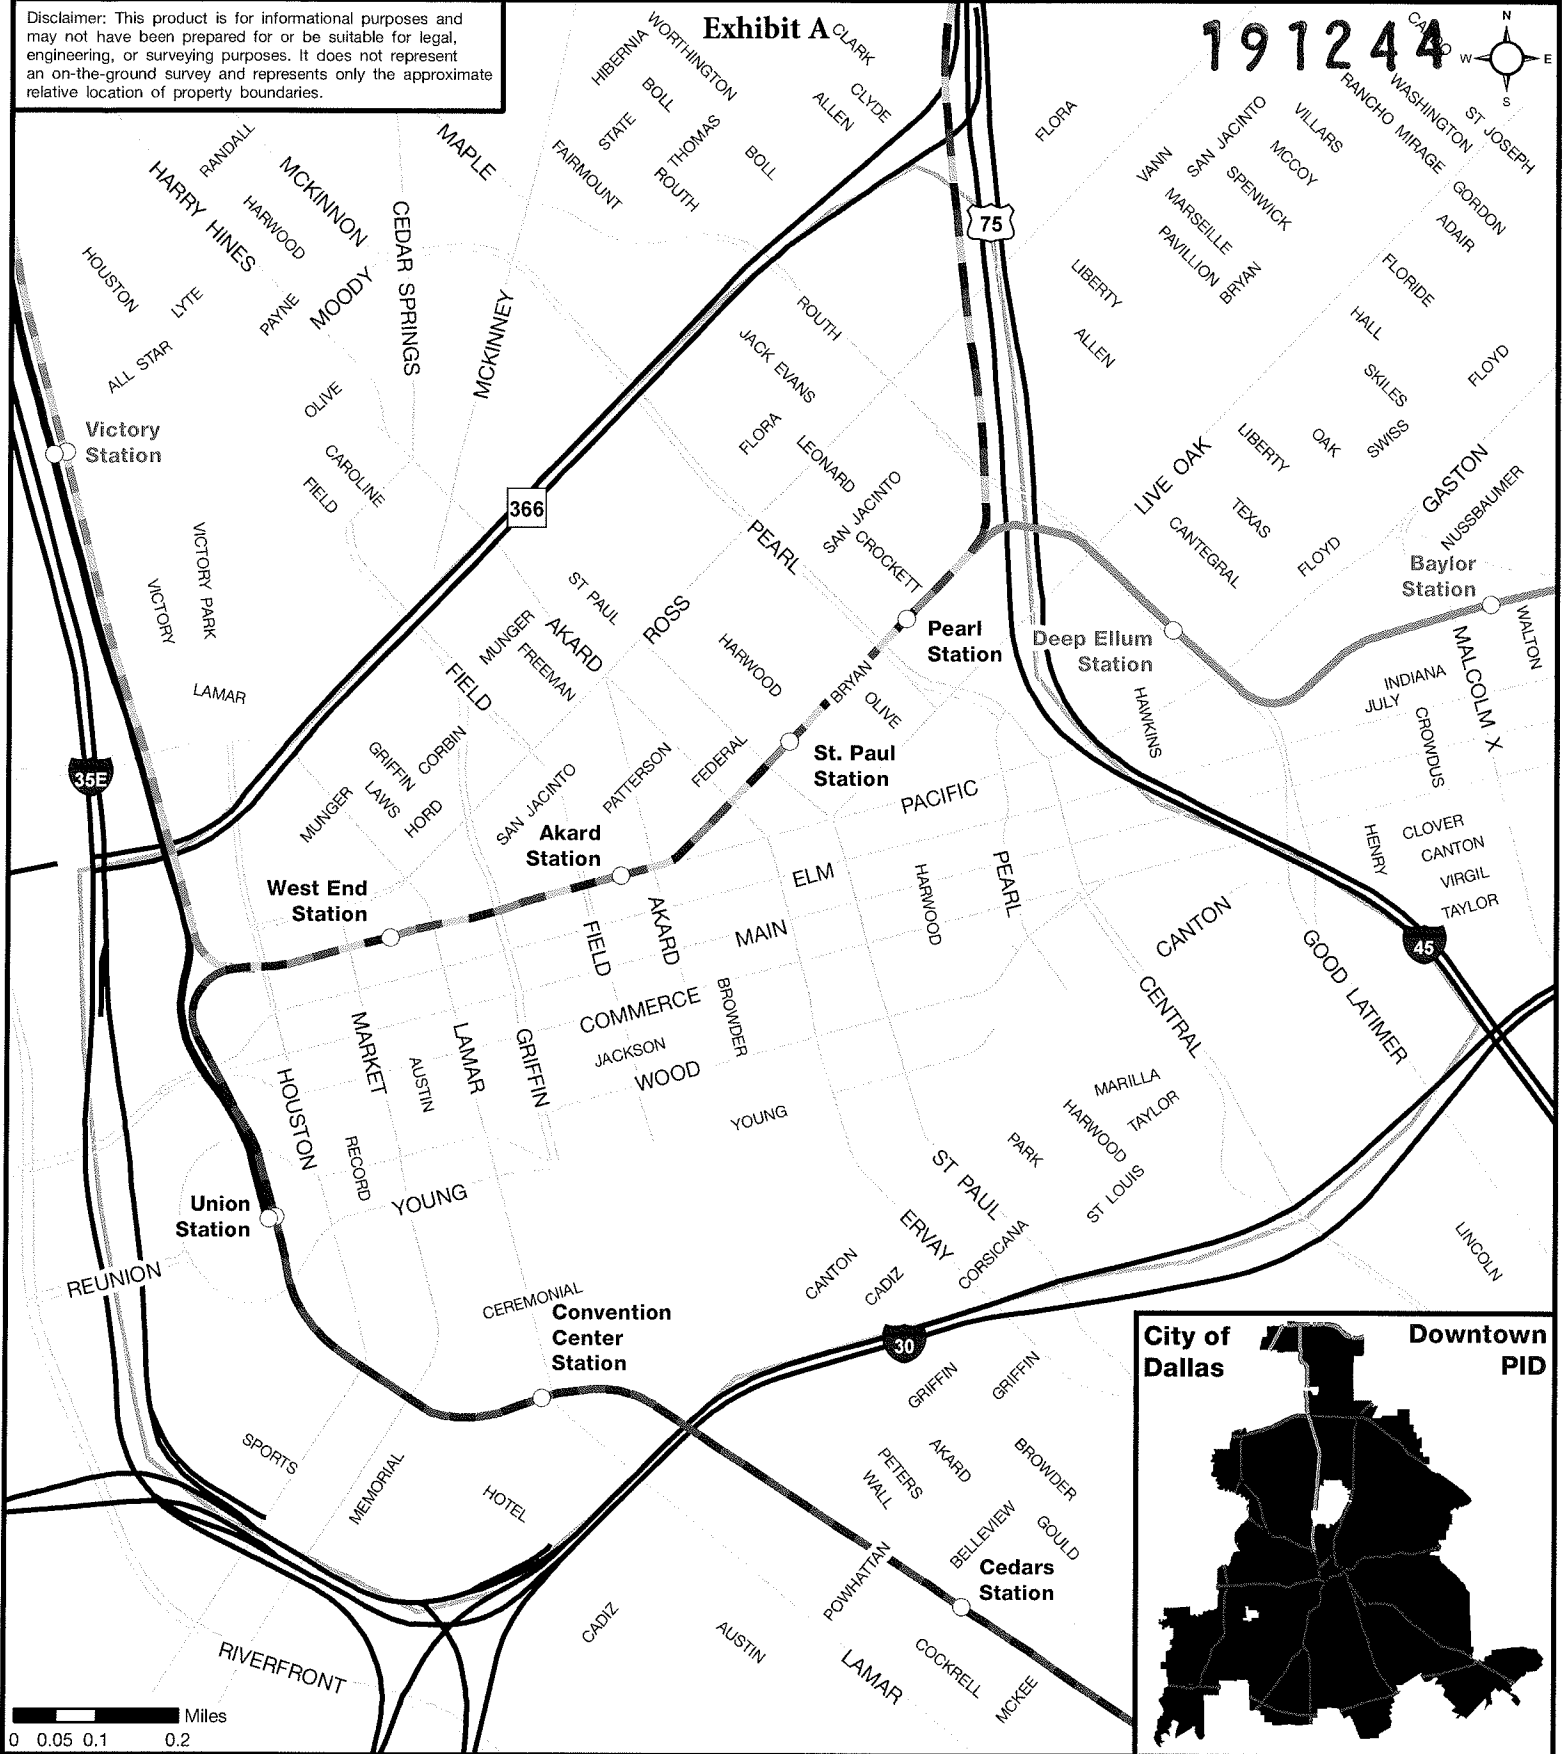 Disclaimer: This product is for informational purposes and
may not have been prepared for or be suitable for legal,
engineering, or surveying purposes. It does not represent
an on-the-ground survey and represents only the approximate
relative location of property boundaries.
Exhibit A
191244
N
W
E
S
CLARK
WORTHINGTON
HIBERNIA
BOLL
CLYDE
ALLEN
STATE
THOMAS
BOLL
FAIRMOUNT
ROUTH
MAPLE
RANDALL
MCKINNON
HARRY HINES
HARWOOD
CEDAR SPRINGS
HOUSTON
LYTE
PAYNE
MOODY
MCKINNEY
ALL STAR
OLIVE
CAROLINE
FIELD
FLORA
VANN
SAN JACINTO
VILLARS
RANCHO MIRAGE
WASHINGTON
ST JOSEPH
MCCOY
SPENWICK
MARSEILLE
PAVILLION
BRYAN
GORDON
ADAIR
LIBERTY
FLORIDE
HALL
ALLEN
SKILES
FLOYD
75
ROUTH
JACK EVANS
FLORA
LEONARD
SAN JACINTO
CROCKETT
LIBERTY
OAK
SWISS
LIVE OAK
GASTON
NUSSBAUMER
TEXAS
CANTEGRAL
FLOYD
Victory
Station
366
PEARL
VICTORY PARK
VICTORY
LAMAR
ST PAUL
MUNGER
AKARD
ROSS
FREEMAN
FIELD
HARWOOD
BRYAN
OLIVE
Pearl
Station
Deep Ellum
Station
Baylor
Station
WALTON
MALCOLM X
INDIANA
JULY
CROWDUS
HAWKINS
35E
GRIFFIN
CORBIN
LAWS
HORD
MUNGER
SAN JACINTO
PATTERSON
FEDERAL
St. Paul
Station
PACIFIC
Akard
Station
ELM
HENRY
CLOVER
CANTON
VIRGIL
TAYLOR
West End
Station
FIELD
AKARD
MAIN
HARWOOD
PEARL
CANTON
45
GOOD LATIMER
CENTRAL
COMMERCE
BROWDER
JACKSON
WOOD
MARKET
AUSTIN
LAMAR
GRIFFIN
HOUSTON
RECORD
YOUNG
YOUNG
MARILLA
HARWOOD
TAYLOR
PARK
ST LOUIS
ST PAUL
ERVAY
CORSICANA
LINCOLN
Union
Station
REUNION
CEREMONIAL
CANTON
CADIZ
Convention
Center
Station
30
GRIFFIN
GRIFFIN
SPORTS
MEMORIAL
HOTEL
AKARD
BROWDER
PETERS
WALL
BELLEVIEW
GOULD
POWHATTAN
Cedars
Station
CADIZ
AUSTIN
LAMAR
COCKRELL
MCKEE
RIVERFRONT
Miles
0 0.05 0.1 0.2
City of
Dallas
Downtown
PID